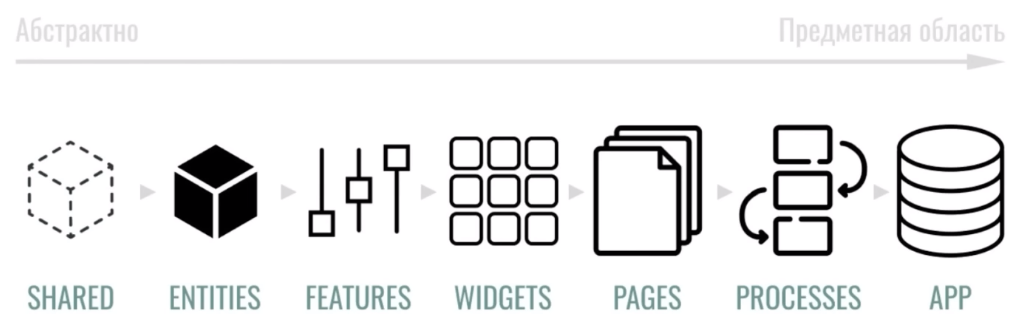 Абстрактно
Предметная область
SHARED
ENTITIES
FEATURES
WIDGETS
PAGES
PROCESSES
APP